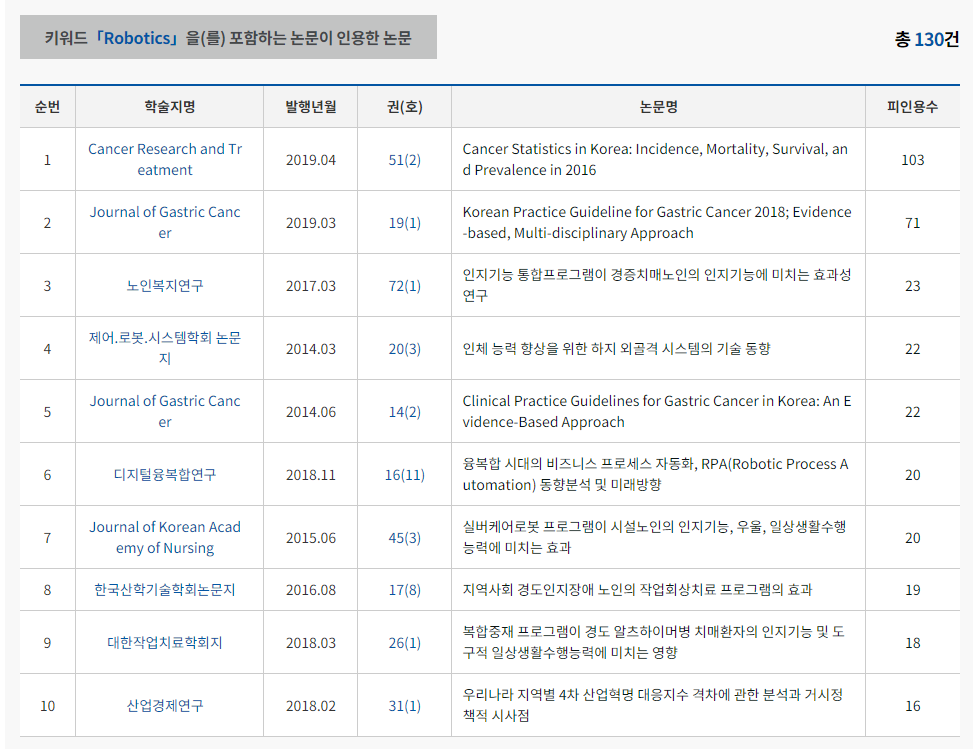 키워드「Robotics」을(를) 포함하는 논문이 인용한 논문
총 130건
순번 학술지명 발행년월 권(호) 논문명 피인용수
1 Cancer Research and Tr
eatment 2019.04 51(2) Cancer Statistics in Korea: Incidence, Mortality, Survival, an
d Prevalence in 2016 103
2 Journal of Gastric Canc
er 2019.03 19(1) Korean Practice Guideline for Gastric Cancer 2018; Evidence
-based, Multi-disciplinary Approach 71
3 노인복지연구 2017.03 72(1) 인지기능 통합프로그램이 경증치매노인의 인지기능에 미치는 효과성
연구 23
4 제어.로봇.시스템학회 논문
지 2014.03 20(3) 인체 능력 향상을 위한 하지 외골격 시스템의 기술 동향 22
5 Journal of Gastric Canc
er 2014.06 14(2) Clinical Practice Guidelines for Gastric Cancer in Korea: An E
vidence-Based Approach 22
6 디지털융복합연구 2018.11 16(11) 융복합 시대의 비즈니스 프로세스 자동화, RPA(Robotic Process A
utomation) 동향분석 및 미래방향 20
7 Journal of Korean Acad
emy of Nursing 2015.06 45(3) 실버케어로봇 프로그램이 시설노인의 인지기능, 우울, 일상생활수행
능력에 미치는 효과 20
8 한국산학기술학회논문지 2016.08 17(8) 지역사회 경도인지장애 노인의 작업회상치료 프로그램의 효과 19
9 대한작업치료학회지 2018.03 26(1) 복합중재 프로그램이 경도 알츠하이머병 치매환자의 인지기능 및 도
구적 일상생활수행능력에 미치는 영향 18
10 산업경제연구 2018.02 31(1) 우리나라 지역별 4차 산업혁명 대응지수 격차에 관한 분석과 거시정
책적 시사점 16